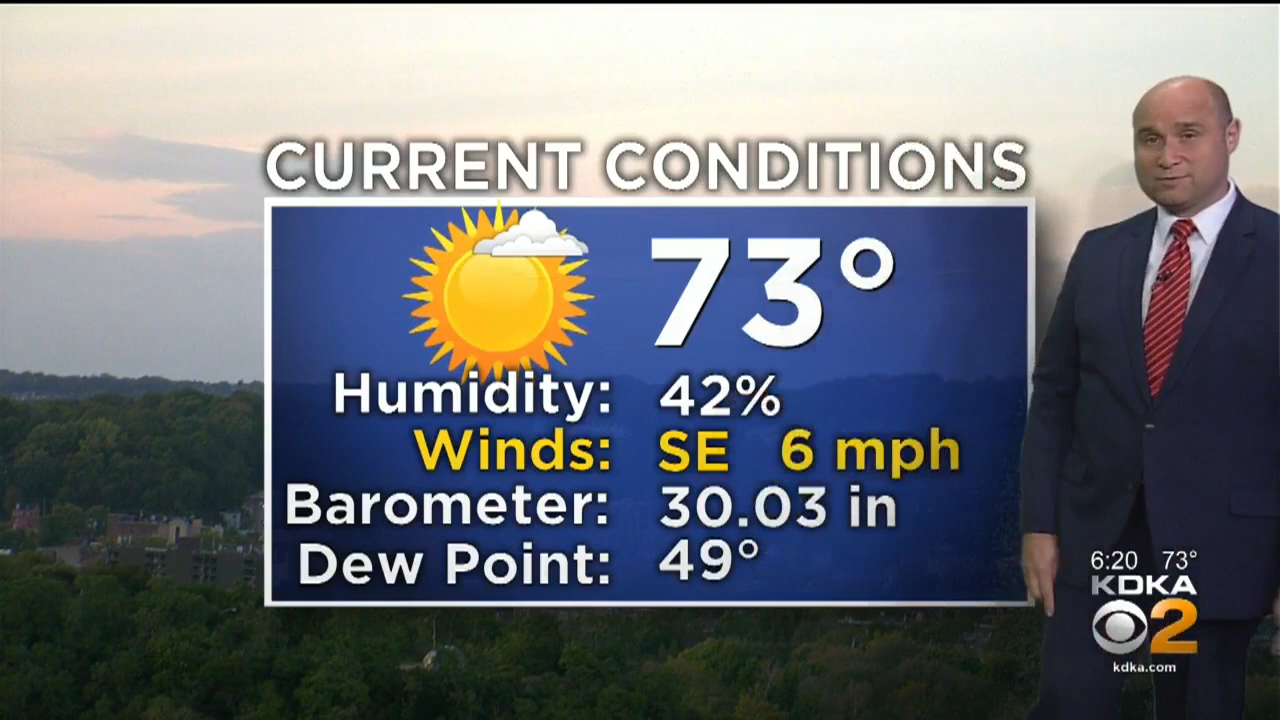 CURRENT CONDITIONS
73°
Humidity: 42%
Winds: SE 6 mph
Barometer: 30.03 in
Dew Point: 49°
6:20 73°
KDKA
2
kdka.com